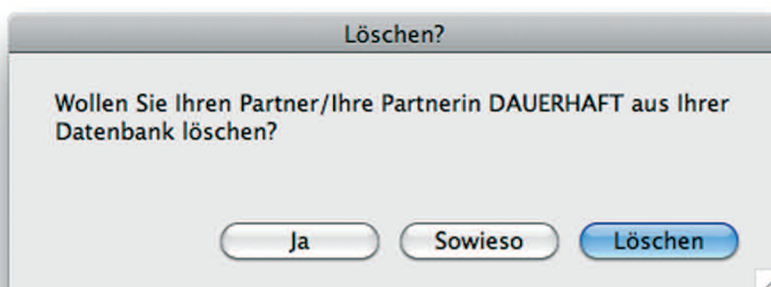 Löschen?
Wollen Sie Ihren Partner/Ihre Partnerin DAUERHAFT aus Ihrer
Datenbank löschen?
Ja Sowieso Löschen